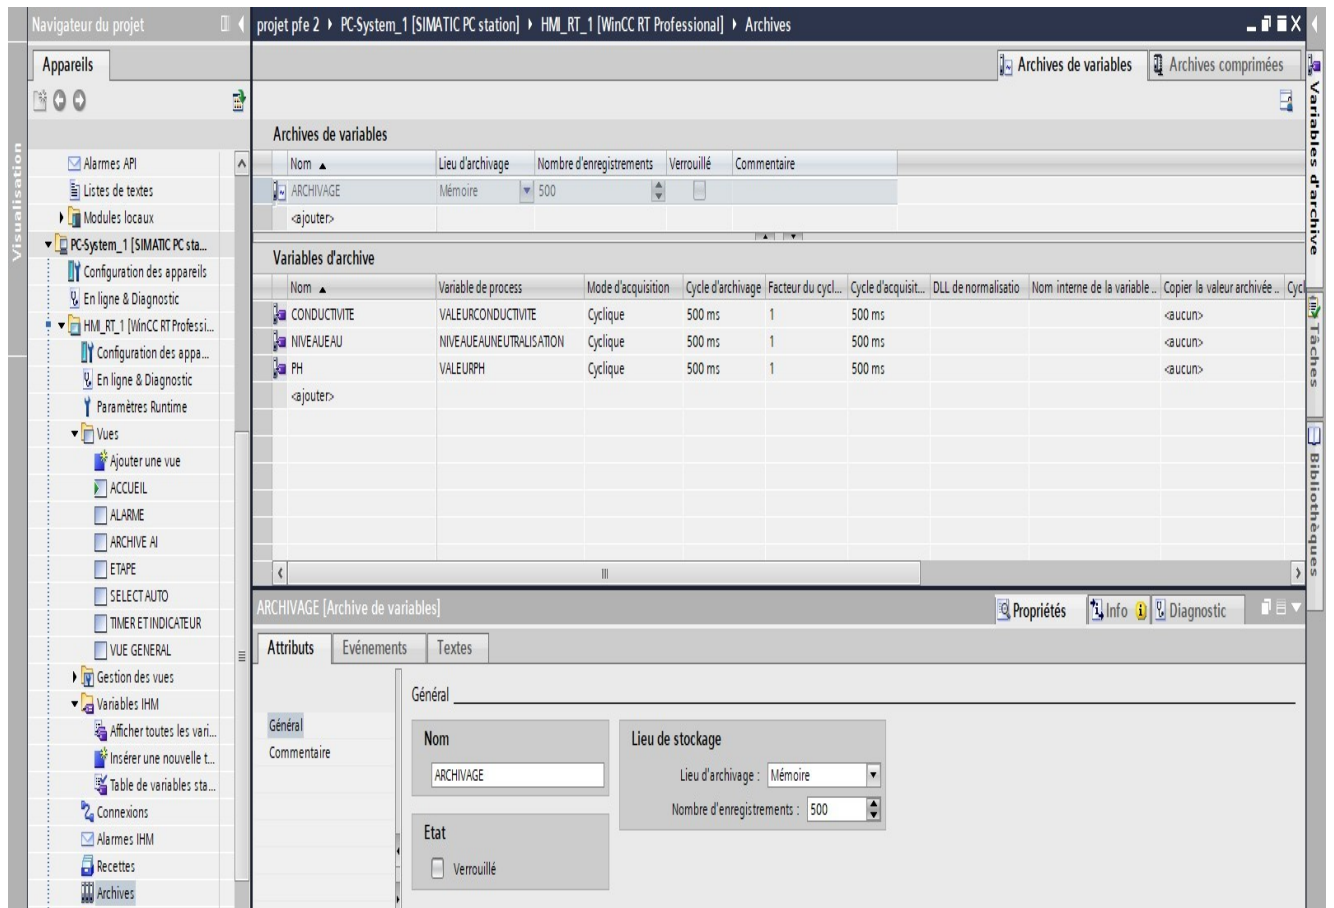 Visualisation
Navigateur du projet
Appareils
Alarmes API
Listes de textes
Modules locaux
PC-System_1 [SIMATIC PC sta...
Configuration des appareils
En ligne & Diagnostic
HMI_RT_1 [WinCC RT Professi...
Configuration des appa...
En ligne & Diagnostic
Paramètres Runtime
Vues
Ajouter une vue
ACCUEIL
ALARME
ARCHIVE AI
ETAPE
SELECT AUTO
TIMER ET INDICATEUR
VUE GENERAL
Gestion des vues
Variables IHM
Afficher toutes les vari...
Insérer une nouvelle t...
Table de variables sta...
Connexions
Alarmes IHM
Recettes
Archives
projet pfe 2 PC-System_1 [SIMATIC PC station] HMI_RT_1 [WinCC RT Professional] Archives
Archives de variables Archives comprimées
Archives de variables
Nom Lieu d'archivage Nombre d'enregistrements Verrouillé Commentaire
ARCHIVAGE Mémoire 500
<ajouter>
Variables d'archive
Nom Variable de process Mode d'acquisition Cycle d'archivage Facteur du cycl... Cycle d'acquisit... DLL de normalisatio Nom interne de la variable .. Copier la valeur archivée .. Cycl
CONDUCTIVITE VALEURCONDUCTIVITE Cyclique 500 ms 1 500 ms <aucun>
NIVEAUEAU NIVEAUEAUNEUTRALISATION Cyclique 500 ms 1 500 ms <aucun>
PH VALEURPH Cyclique 500 ms 1 500 ms <aucun>
<ajouter>
ARCHIVAGE [Archive de variables]
Propriétés Info Diagnostic
Attributs Evénements Textes
Général
Commentaire
Général
Nom
ARCHIVAGE
Etat
Verrouillé
Lieu de stockage
Lieu d'archivage : Mémoire
Nombre d'enregistrements : 500
Variables d'archive
Tâches
Bibliothèques